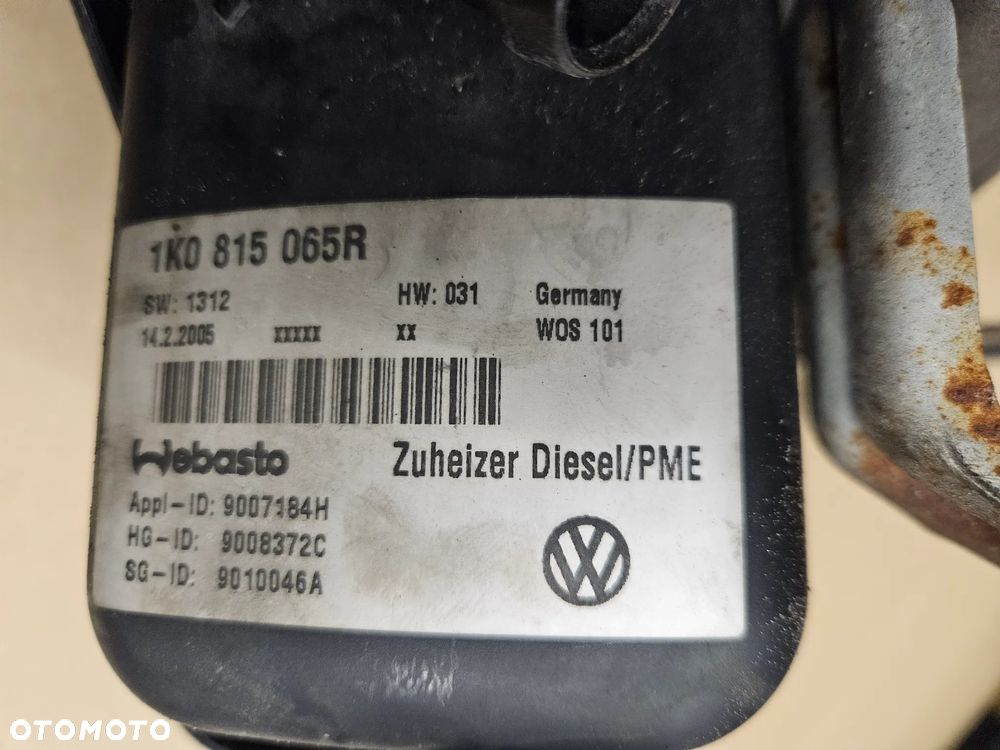 1K0 815 065R
SW: 1312 HW: 031 Germany
14.2.2005 xxxxx xx WOS 101
Webasto Zuheizer Diesel/PME
Appl-ID: 9007184H
HG-ID: 9008372C
SG-ID: 9010046A
VW
OTOMOTO